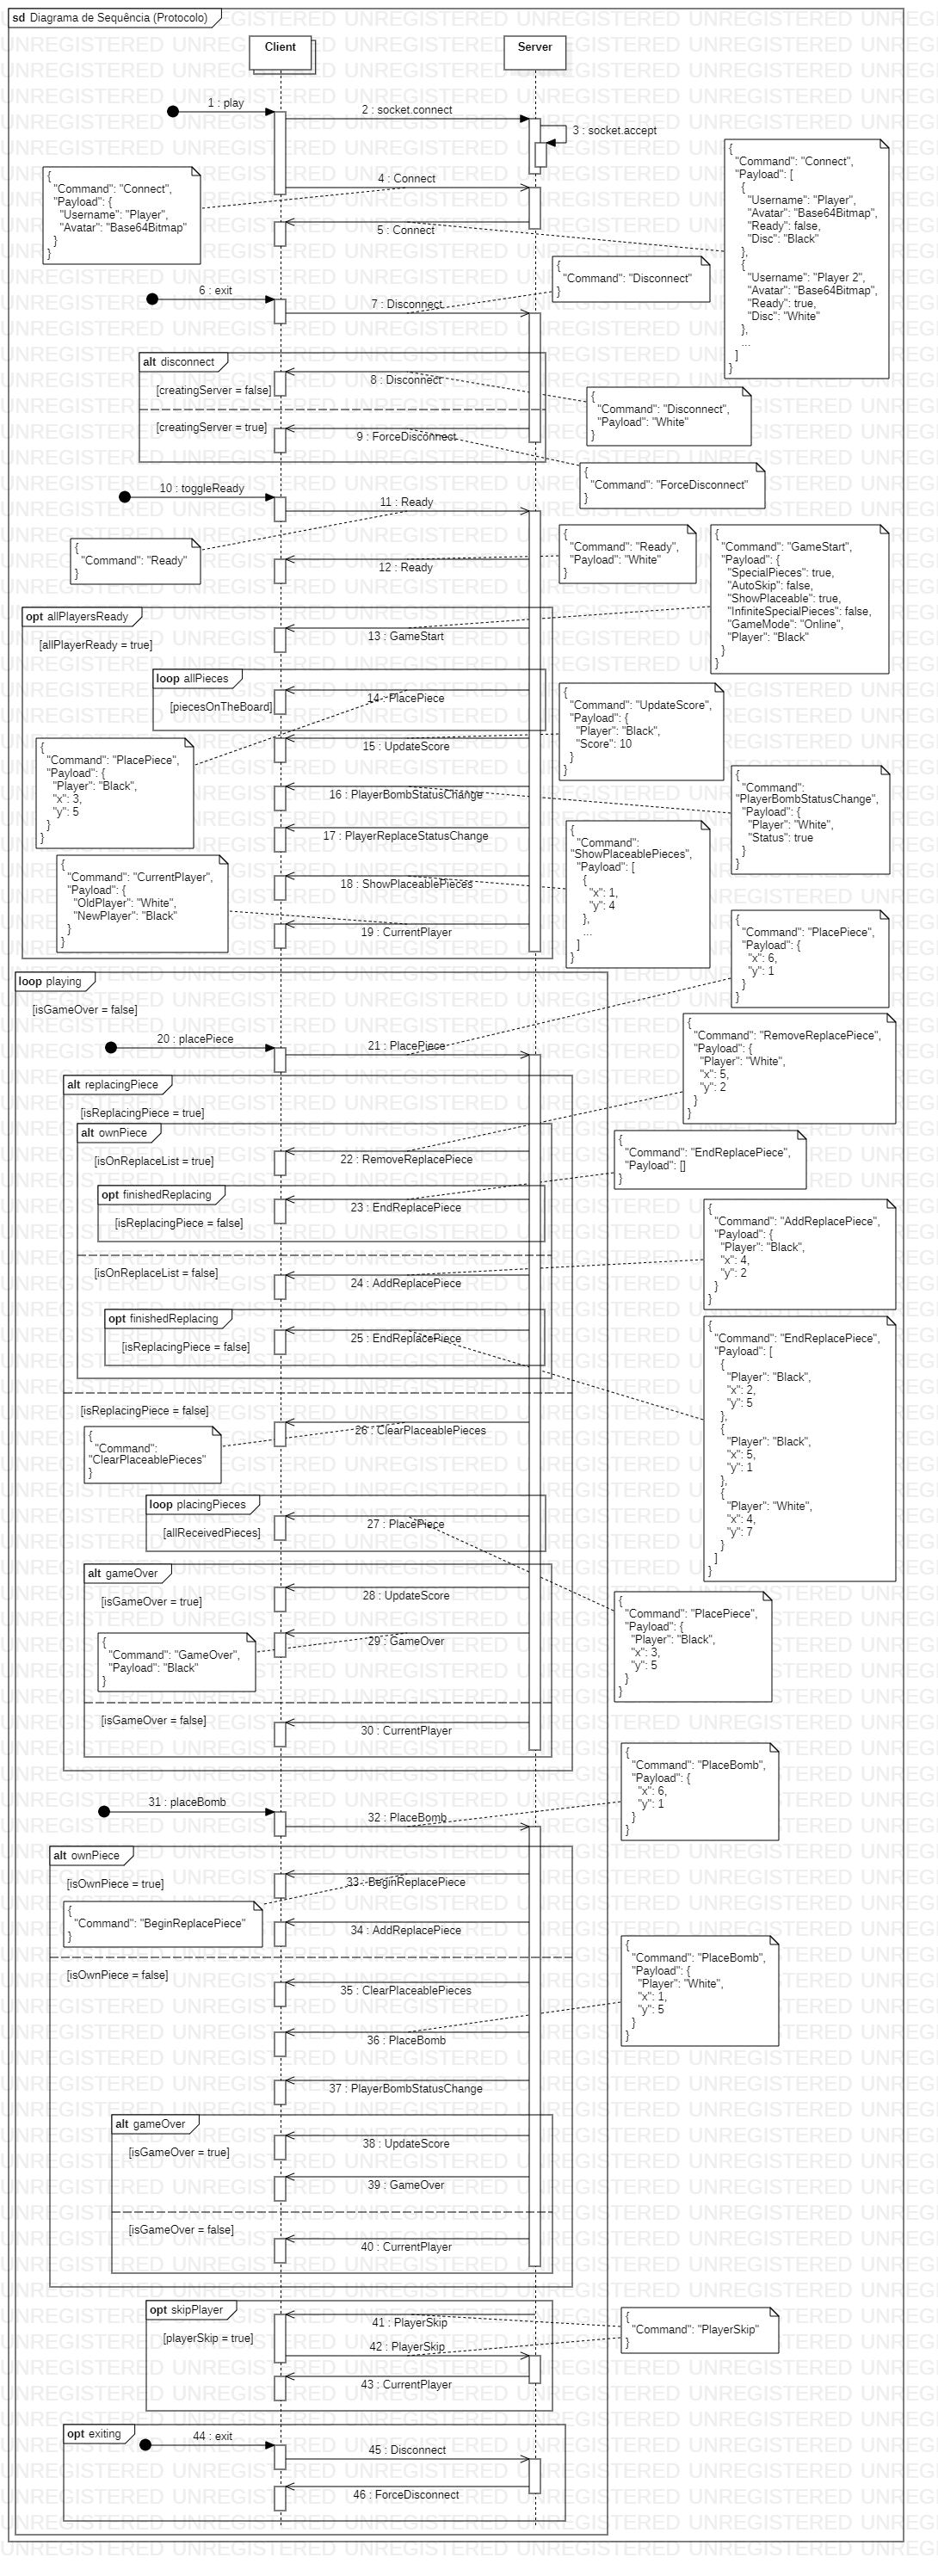 sd Diagrama de Sequência (Protocolo)
Client
Server
1 : play
2 : socket.connect
3 : socket.accept
4 : Connect
{
"Command": "Connect",
"Payload": {
"Username": "Player",
"Avatar": "Base64Bitmap"
}
}
5 : Connect
{
"Command": "Connect",
"Payload": [
{
"Username": "Player",
"Avatar": "Base64Bitmap",
"Ready": false,
"Disc": "Black"
},
{
"Username": "Player 2",
"Avatar": "Base64Bitmap",
"Ready": true,
"Disc": "White"
},
...
]
}
6 : exit
7 : Disconnect
{
"Command": "Disconnect"
}
alt disconnect
[creatingServer = false]
8 : Disconnect
{
"Command": "Disconnect",
"Payload": "White"
}
[creatingServer = true]
9 : ForceDisconnect
{
"Command": "ForceDisconnect"
}
10 : toggleReady
11 : Ready
{
"Command": "Ready"
}
12 : Ready
{
"Command": "Ready",
"Payload": "White"
}
opt allPlayersReady
[allPlayerReady = true]
13 : GameStart
{
"Command": "GameStart",
"Payload": {
"SpecialPieces": true,
"AutoSkip": false,
"ShowPlaceable": true,
"InfiniteSpecialPieces": false,
"GameMode": "Online",
"Player": "Black"
}
}
loop allPieces
[piecesOnTheBoard]
14 : PlacePiece
{
"Command": "PlacePiece",
"Payload": {
"Player": "Black",
"x": 3,
"y": 5
}
}
15 : UpdateScore
{
"Command": "UpdateScore",
"Payload": {
"Player": "Black",
"Score": 10
}
}
16 : PlayerBombStatusChange
{
"Command":
"PlayerBombStatusChange",
"Payload": {
"Player": "White",
"Status": true
}
}
17 : PlayerReplaceStatusChange
18 : ShowPlaceablePieces
{
"Command":
"ShowPlaceablePieces",
"Payload": [
{
"x": 1,
"y": 4
},
...
]
}
19 : CurrentPlayer
{
"Command": "CurrentPlayer",
"Payload": {
"OldPlayer": "White",
"NewPlayer": "Black"
}
}
loop playing
[isGameOver = false]
20 : placePiece
21 : PlacePiece
{
"Command": "PlacePiece",
"Payload": {
"x": 6,
"y": 1
}
}
alt replacingPiece
[isReplacingPiece = true]
alt ownPiece
[isOnReplaceList = true]
22 : RemoveReplacePiece
{
"Command": "RemoveReplacePiece",
"Payload": {
"Player": "White",
"x": 5,
"y": 2
}
}
opt finishedReplacing
[isReplacingPiece = false]
23 : EndReplacePiece
{
"Command": "EndReplacePiece",
"Payload": []
}
[isOnReplaceList = false]
24 : AddReplacePiece
{
"Command": "AddReplacePiece",
"Payload": {
"Player": "Black",
"x": 4,
"y": 2
}
}
opt finishedReplacing
[isReplacingPiece = false]
25 : EndReplacePiece
{
"Command": "EndReplacePiece",
"Payload": [
{
"Player": "Black",
"x": 2,
"y": 5
},
{
"Player": "Black",
"x": 5,
"y": 1
},
{
"Player": "White",
"x": 4,
"y": 7
}
]
}
[isReplacingPiece = false]
26 : ClearPlaceablePieces
{
"Command":
"ClearPlaceablePieces"
}
loop placingPieces
[allReceivedPieces]
27 : PlacePiece
{
"Command": "PlacePiece",
"Payload": {
"Player": "Black",
"x": 3,
"y": 5
}
}
alt gameOver
[isGameOver = true]
28 : UpdateScore
29 : GameOver
{
"Command": "GameOver",
"Payload": "Black"
}
[isGameOver = false]
30 : CurrentPlayer
31 : placeBomb
32 : PlaceBomb
{
"Command": "PlaceBomb",
"Payload": {
"x": 6,
"y": 1
}
}
alt ownPiece
[isOwnPiece = true]
33 : BeginReplacePiece
{
"Command": "BeginReplacePiece"
}
34 : AddReplacePiece
[isOwnPiece = false]
35 : ClearPlaceablePieces
36 : PlaceBomb
{
"Command": "PlaceBomb",
"Payload": {
"Player": "White",
"x": 1,
"y": 5
}
}
37 : PlayerBombStatusChange
alt gameOver
[isGameOver = true]
38 : UpdateScore
39 : GameOver
[isGameOver = false]
40 : CurrentPlayer
opt skipPlayer
[playerSkip = true]
41 : PlayerSkip
{
"Command": "PlayerSkip"
}
42 : PlayerSkip
43 : CurrentPlayer
opt exiting
44 : exit
45 : Disconnect
46 : ForceDisconnect